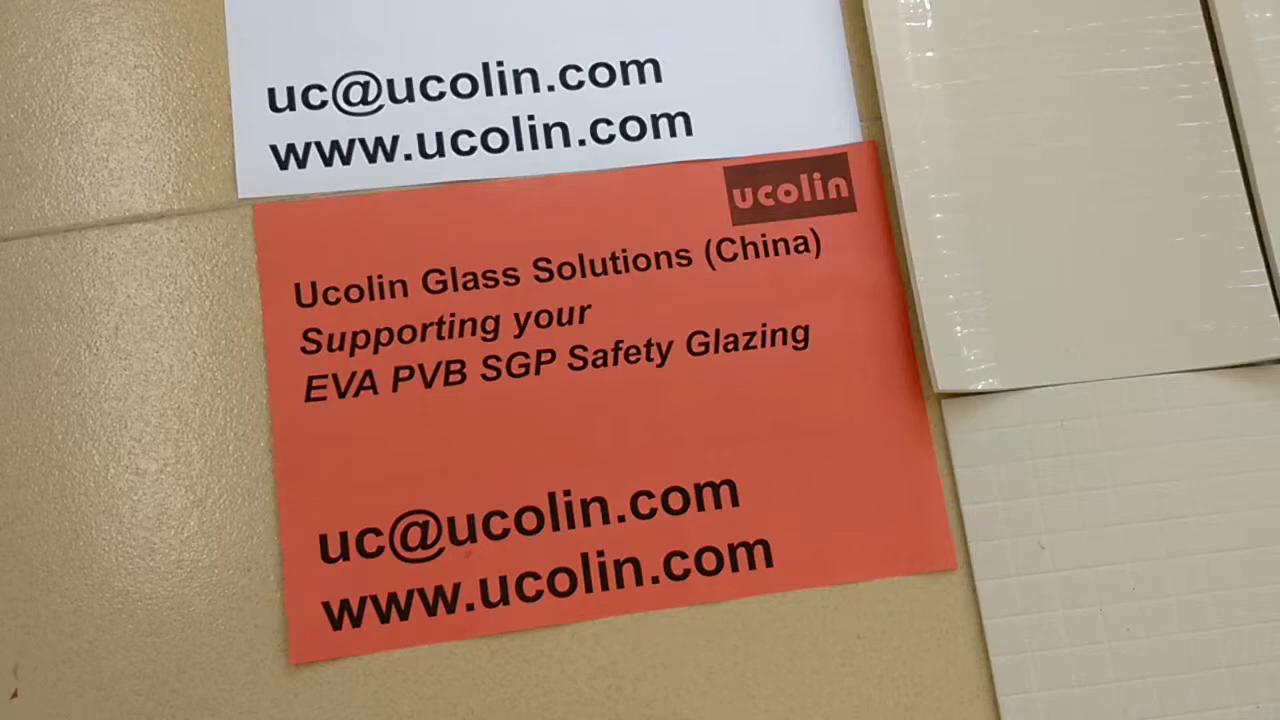 uc@ucolin.com
www.ucolin.com
ucolin
Ucolin Glass Solutions (China)
Supporting your
EVA PVB SGP Safety Glazing
uc@ucolin.com
www.ucolin.com